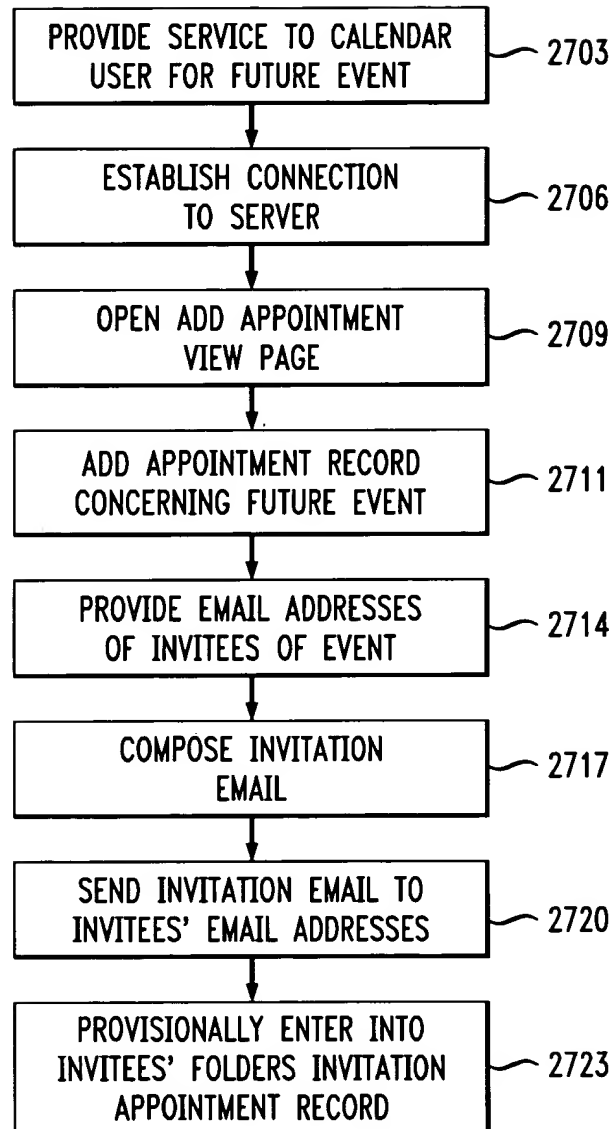 PROVIDE SERVICE TO CALENDAR
USER FOR FUTURE EVENT
2703
ESTABLISH CONNECTION
TO SERVER
2706
OPEN ADD APPOINTMENT
VIEW PAGE
2709
ADD APPOINTMENT RECORD
CONCERNING FUTURE EVENT
2711
PROVIDE EMAIL ADDRESSES
OF INVITEES OF EVENT
2714
COMPOSE INVITATION
EMAIL
2717
SEND INVITATION EMAIL TO
INVITEES' EMAIL ADDRESSES
2720
PROVISIONALLY ENTER INTO
INVITEES' FOLDERS INVITATION
APPOINTMENT RECORD
2723